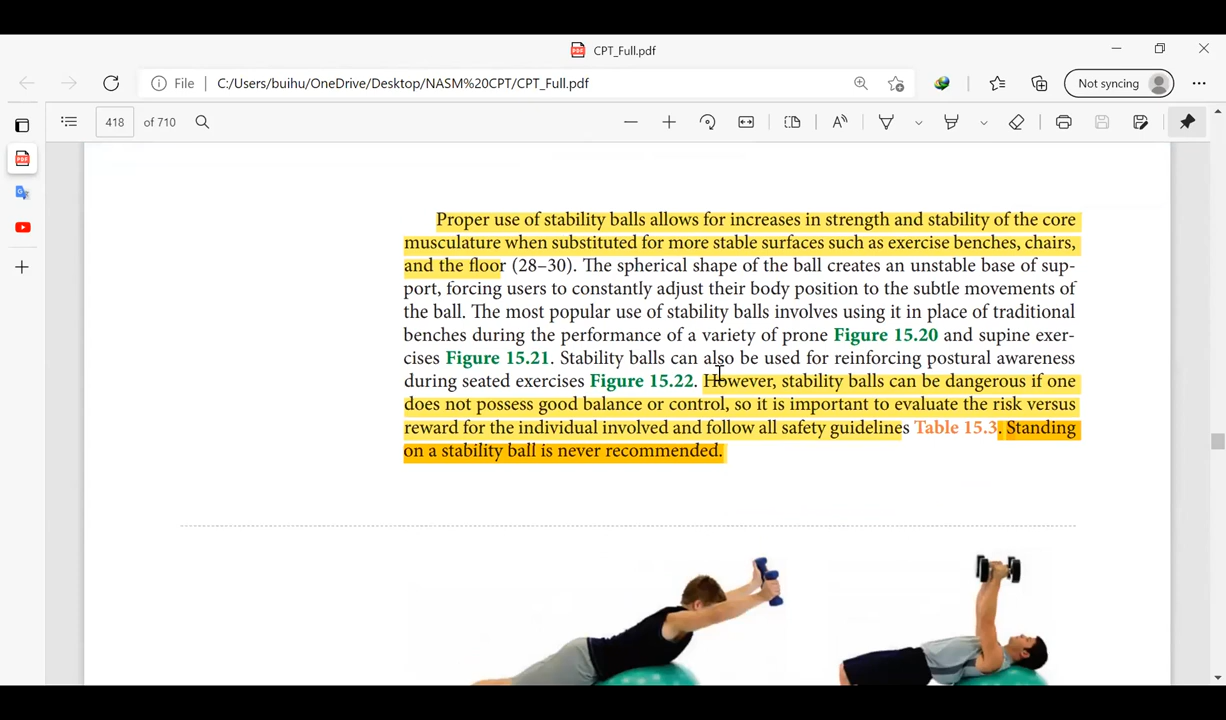 CPT_Full.pdf
File
C:/Users/buihu/OneDrive/Desktop/NASM%20CPT/CPT_Full.pdf
Not syncing
418 of 710
Proper use of stability balls allows for increases in strength and stability of the core
musculature when substituted for more stable surfaces such as exercise benches, chairs,
and the floor (28–30). The spherical shape of the ball creates an unstable base of sup-
port, forcing users to constantly adjust their body position to the subtle movements of
the ball. The most popular use of stability balls involves using it in place of traditional
benches during the performance of a variety of prone Figure 15.20 and supine exer-
cises Figure 15.21. Stability balls can also be used for reinforcing postural awareness
during seated exercises Figure 15.22. However, stability balls can be dangerous if one
does not possess good balance or control, so it is important to evaluate the risk versus
reward for the individual involved and follow all safety guidelines Table 15.3. Standing
on a stability ball is never recommended.